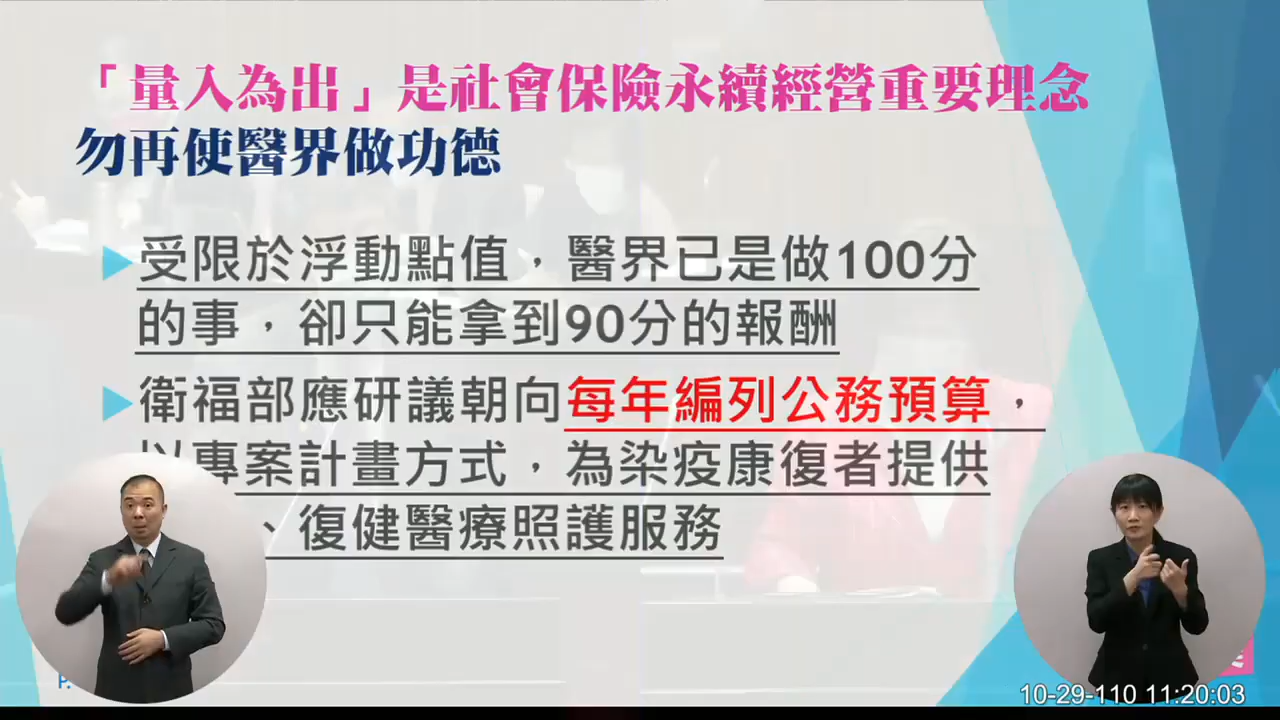 「量入為出」是社會保險永續經營重要理念
勿再使醫界做功德
受限於浮動點值，醫界已是做100分
的事，卻只能拿到90分的報酬
衛福部應研議朝向每年編列公務預算，
專案計畫方式，為染疫康復者提供
、復健醫療照護服務
10-29-110 11:20:03